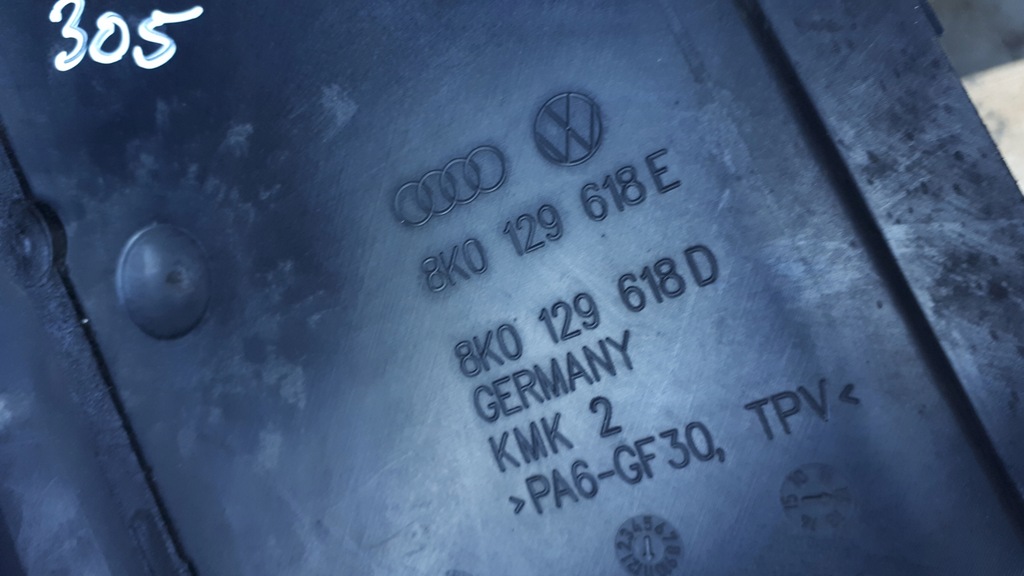 305
8K0 129 618 E
8K0 129 618 D
GERMANY
KMK 2
>PA6-GF30, TPV<